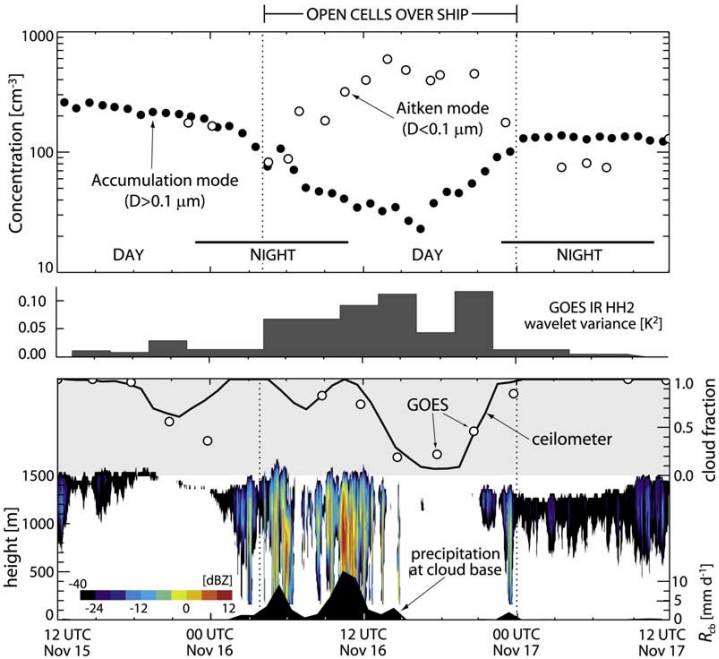 OPEN CELLS OVER SHIP
1000
100
10
Concentration [cm-3]
Aitken mode
(D<0.1 μm)
Accumulation mode
(D>0.1 μm)
DAY NIGHT DAY NIGHT
0.10
0.05
0.00
GOES IR HH2
wavelet variance [K2]
1.0
0.5
0.0
cloud fraction
GOES
ceilometer
1500
1000
500
0
height [m]
precipitation
at cloud base
-40 [dBZ]
-24 -12 0 12
10
5
0
Rcb [mm d-1]
12 UTC 00 UTC 12 UTC 00 UTC 12 UTC
Nov 15 Nov 16 Nov 16 Nov 17 Nov 17